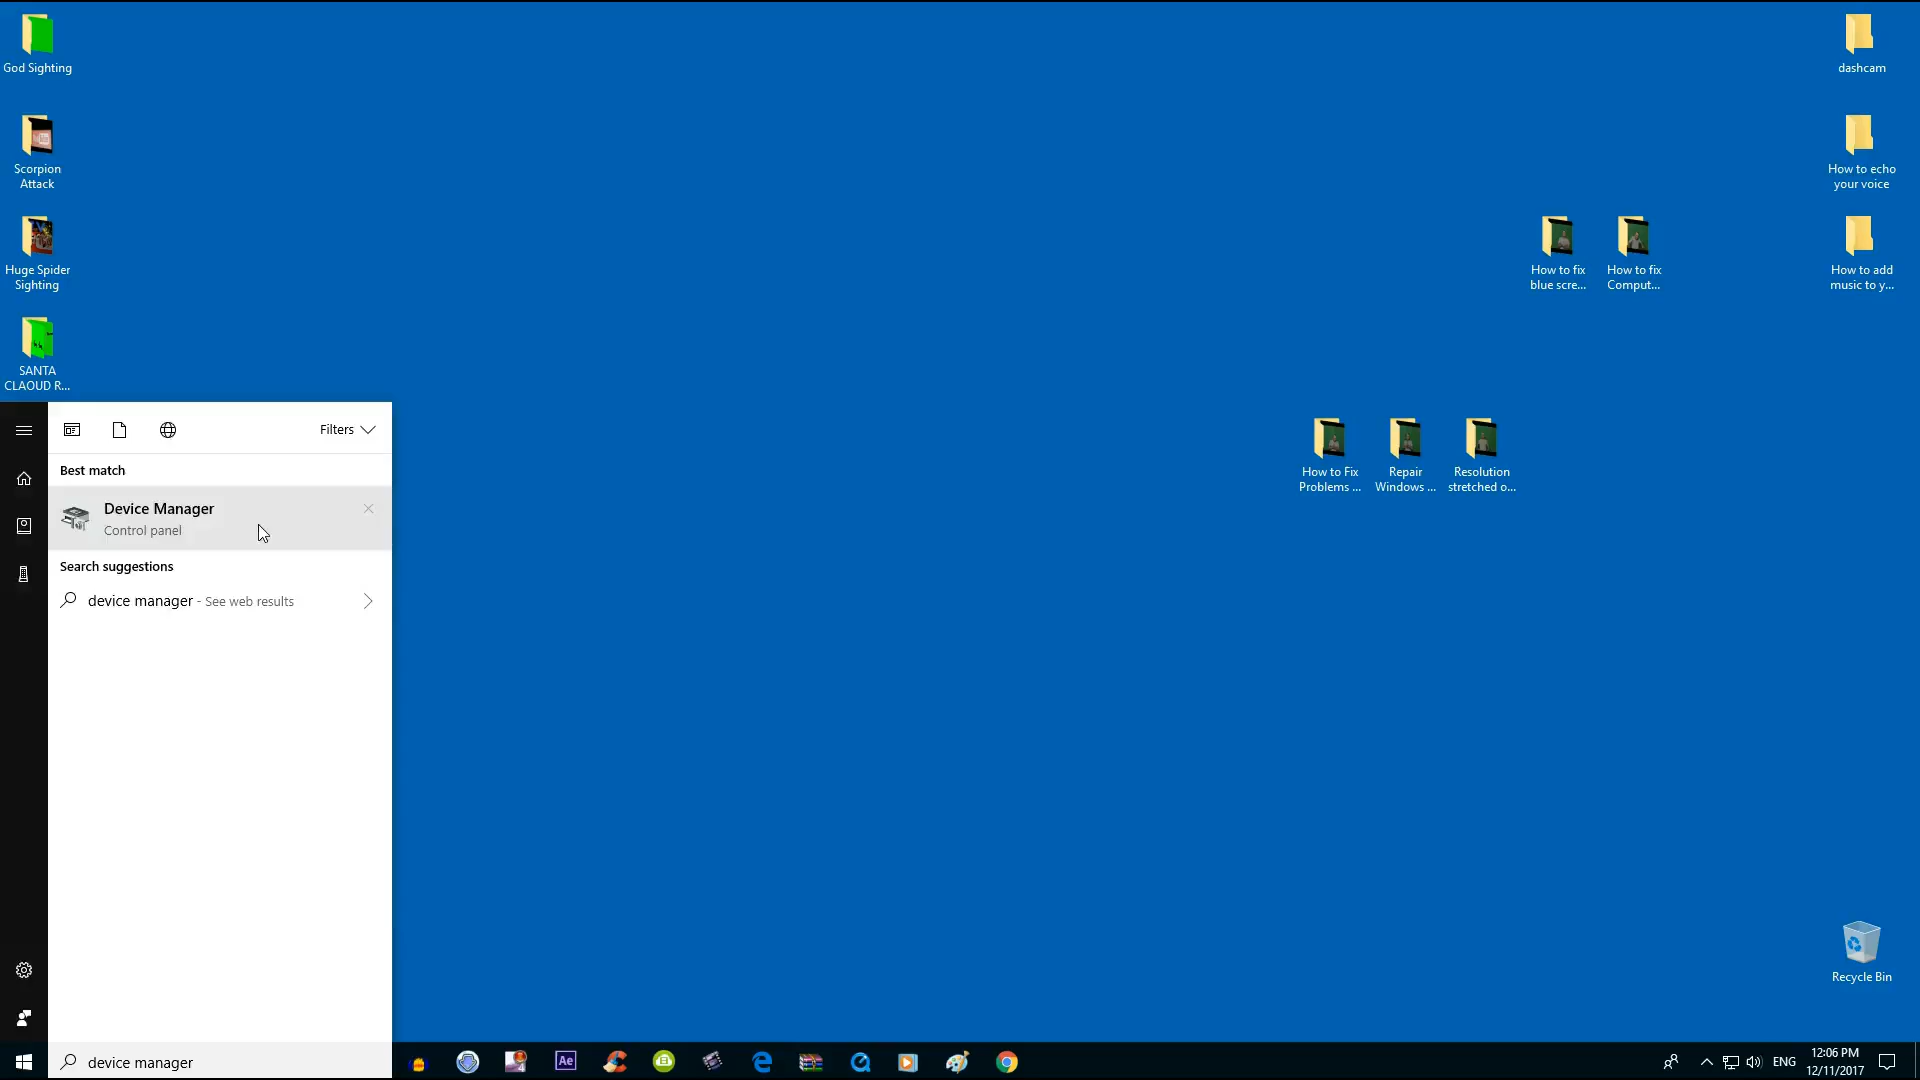 God Sighting
Scorpion
Attack
Huge Spider
Sighting
SANTA
CLAOUD R...
dashcam
How to echo
your voice
How to add
music to y...
How to fix
blue scre...
How to fix
Comput...
How to Fix
Problems ...
Repair
Windows ...
Resolution
stretched o...
Recycle Bin
Filters
Best match
Device Manager
Control panel
Search suggestions
device manager - See web results
device manager
Ae
ENG
12:06 PM
12/11/2017